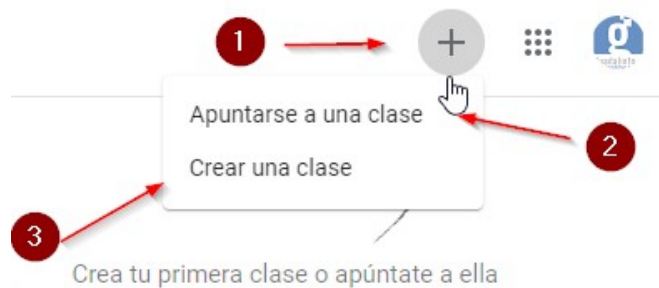 1
Apuntarse a una clase
2
Crear una clase
3
Crea tu primera clase o apúntate a ella